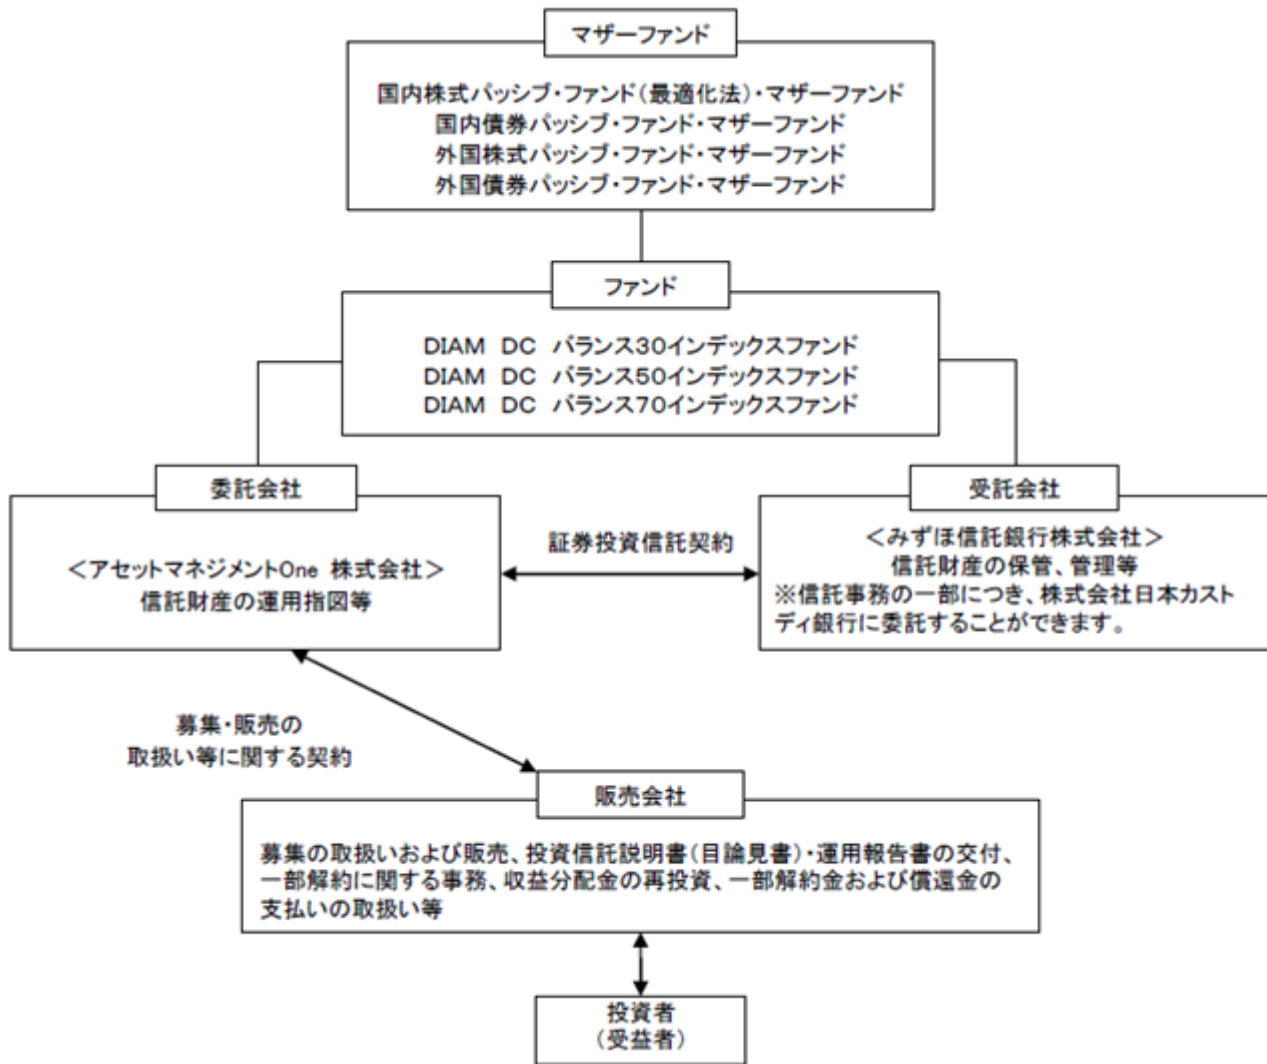 マザーファンド
国内株式パッシブ・ファンド(最適化法)・マザーファンド
国内債券パッシブ・ファンド・マザーファンド
外国株式パッシブ・ファンド・マザーファンド
外国債券パッシブ・ファンド・マザーファンド
ファンド
DIAM DC バランス30インデックスファンド
DIAM DC バランス50インデックスファンド
DIAM DC バランス70インデックスファンド
委託会社
<アセットマネジメントOne 株式会社>
信託財産の運用指図等
証券投資信託契約
受託会社
<みずほ信託銀行株式会社>
信託財産の保管、管理等
※信託事務の一部につき、株式会社日本カスト
ディ銀行に委託することができます。
募集・販売の
取扱い等に関する契約
販売会社
募集の取扱いおよび販売、投資信託説明書(目論見書)・運用報告書の交付、
一部解約に関する事務、収益分配金の再投資、一部解約金および償還金の
支払いの取扱い等
投資者
(受益者)